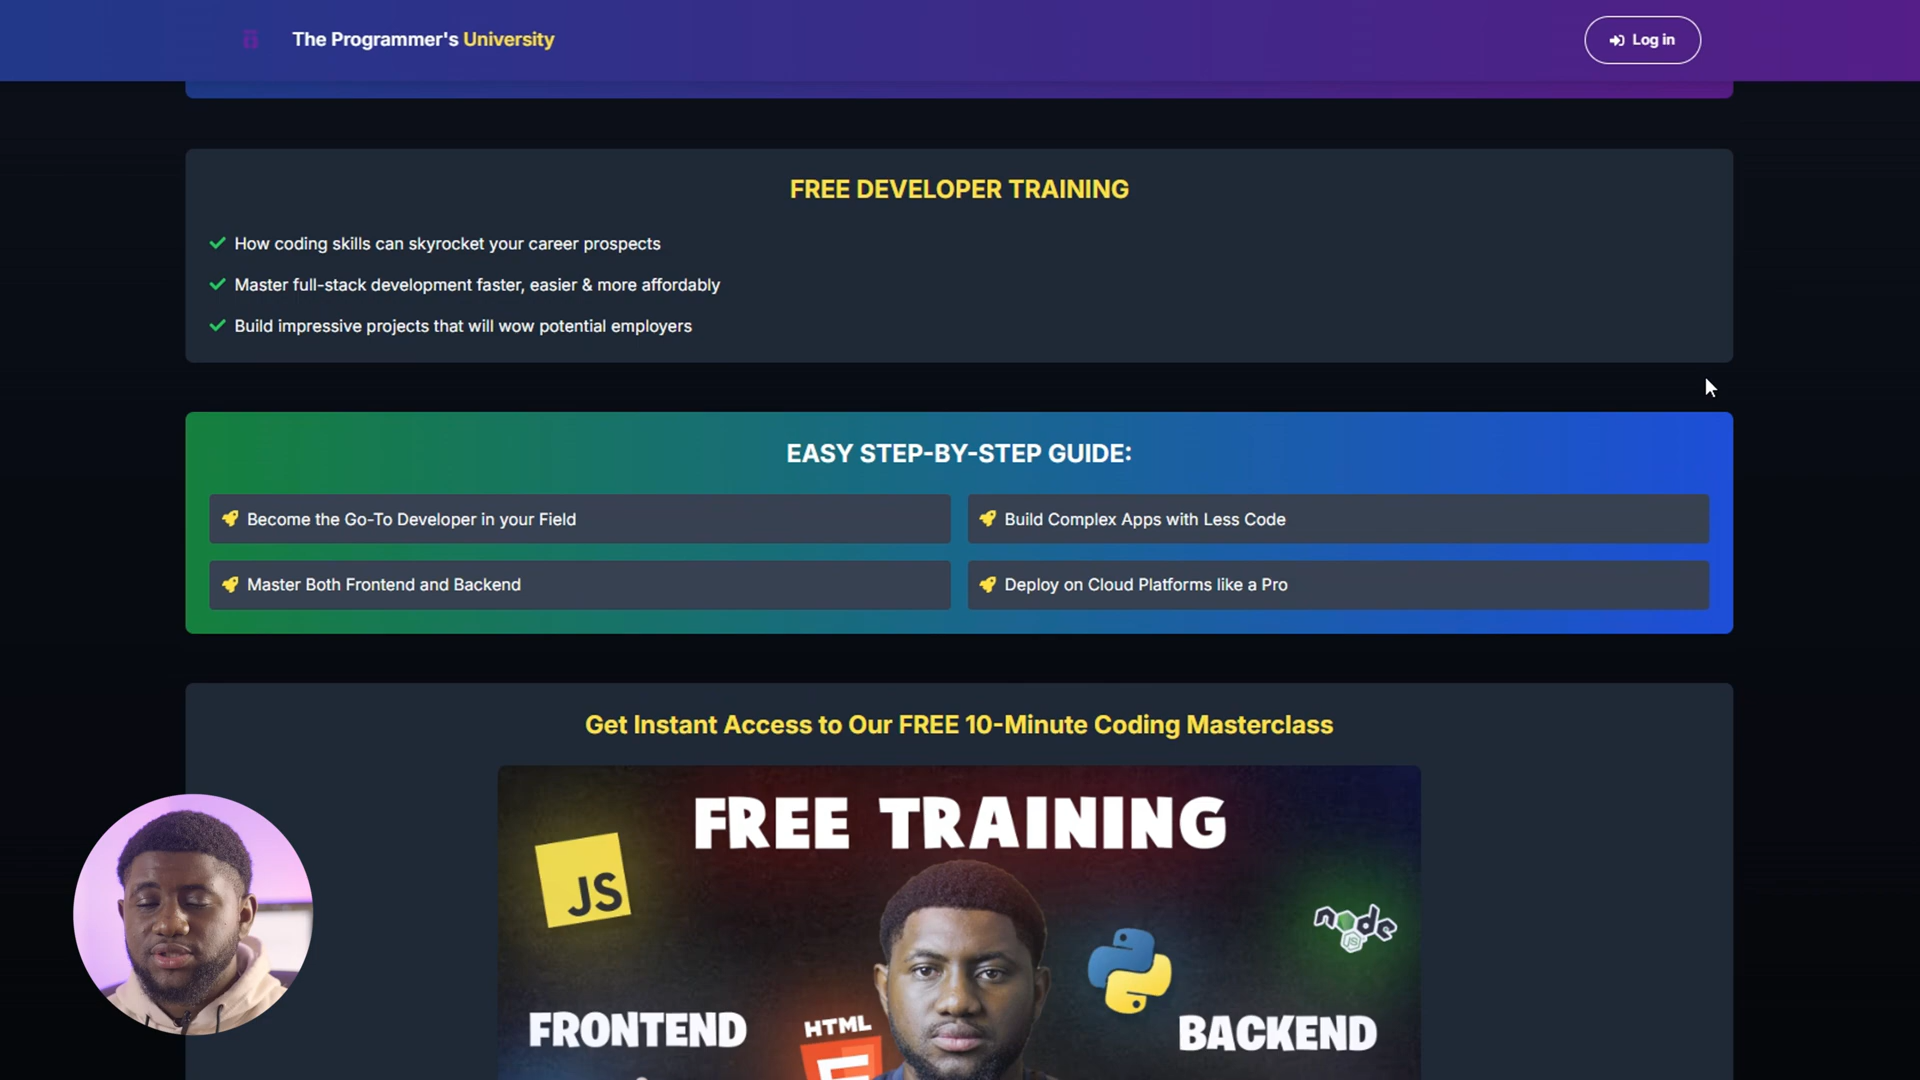 The Programmer's University
Log in
FREE DEVELOPER TRAINING
How coding skills can skyrocket your career prospects
Master full-stack development faster, easier & more affordably
Build impressive projects that will wow potential employers
EASY STEP-BY-STEP GUIDE:
Become the Go-To Developer in your Field
Build Complex Apps with Less Code
Master Both Frontend and Backend
Deploy on Cloud Platforms like a Pro
Get Instant Access to Our FREE 10-Minute Coding Masterclass
FREE TRAINING
JS
node
JS
FRONTEND
HTML
BACKEND